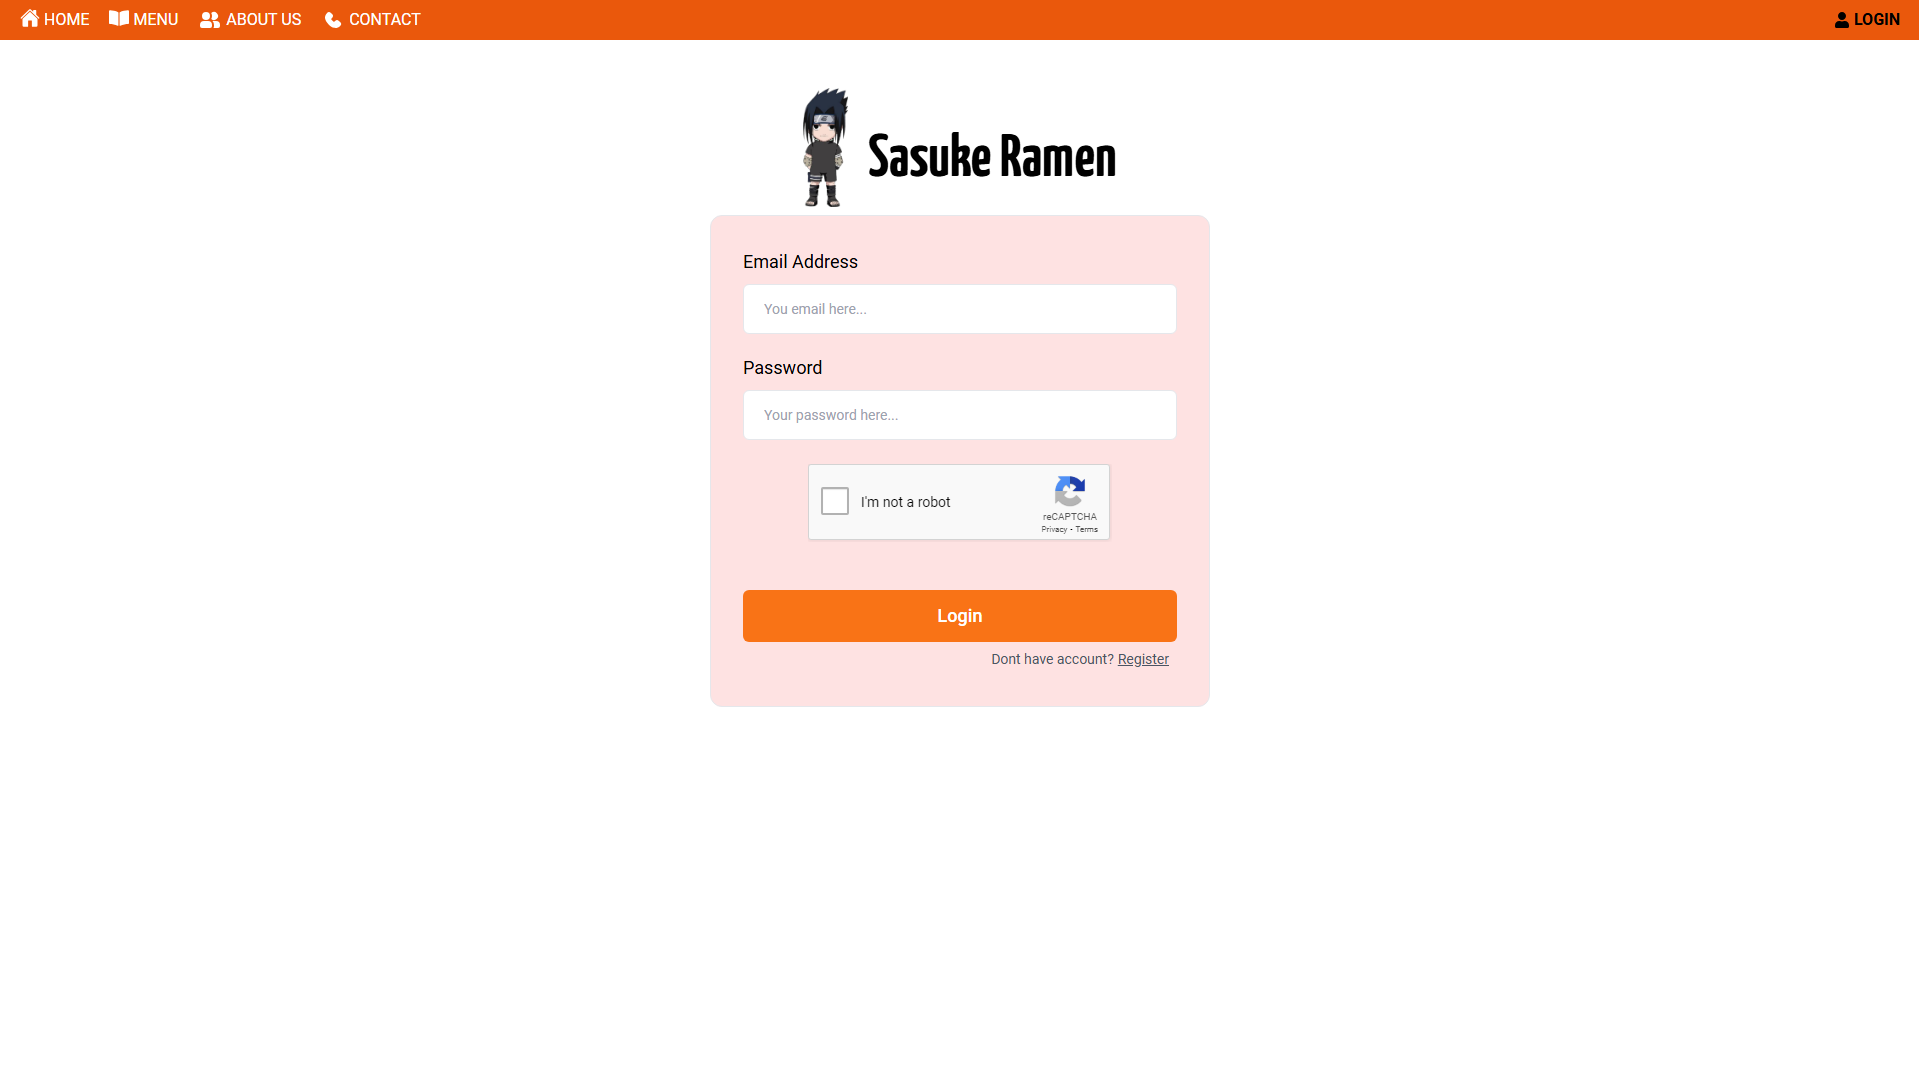 HOME MENU ABOUT US CONTACT LOGIN
Sasuke Ramen
Email Address
You email here...
Password
Your password here...
I'm not a robot
reCAPTCHA
Privacy - Terms
Login
Dont have account? Register